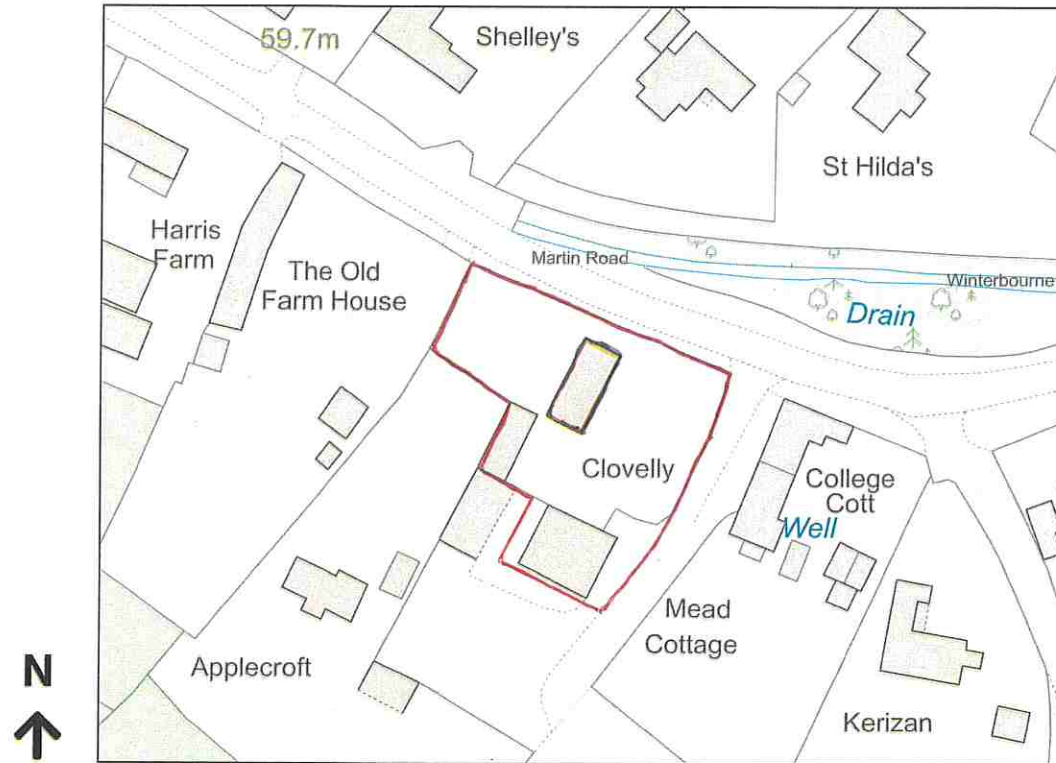 59.7m
Shelley's
St Hilda's
Harris
Farm
The Old
Farm House
Martin Road
Winterbourne
Drain
Clovelly
College
Cott
Well
Mead
Cottage
Applecroft
Kerizan
N